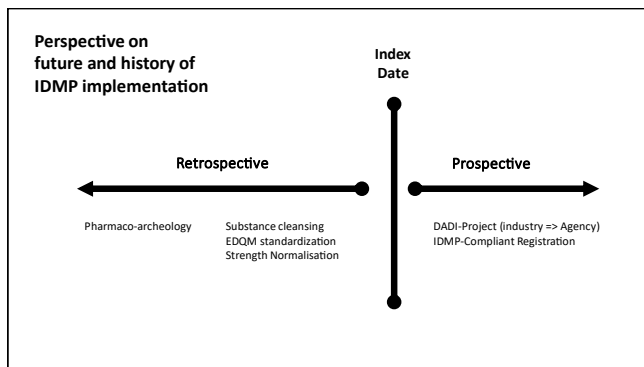 Perspective on
future and history of
IDMP implementation
Index
Date
Retrospective
Prospective
Pharmaco-archeology
Substance cleansing
EDQM standardization
Strength Normalisation
DADI-Project (industry => Agency)
IDMP-Compliant Registration